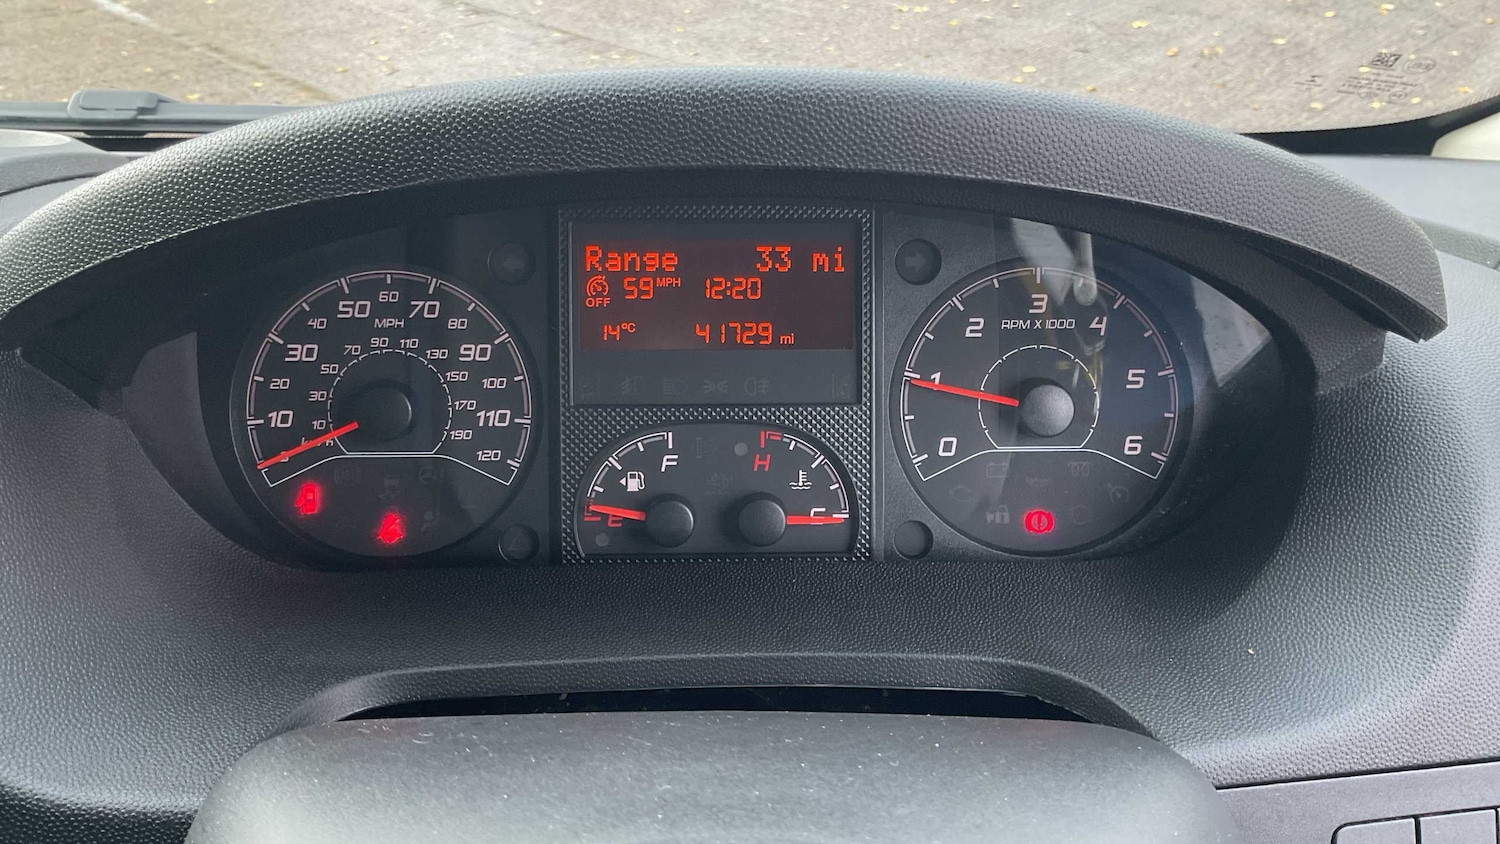 Range 33 mi
OFF 59 MPH 12:20
14°C 41729 mi
10 20 30 40 50 60 70 80 90 100 110 120
MPH
10 30 50 70 90 110 130 150 170 190
km/h
F
E
H
C
0 1 2 3 4 5 6
RPM X 1000